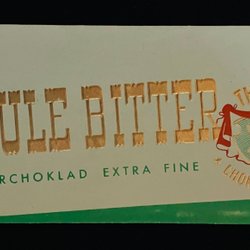 ULE BITTER
RCHOKLAD EXTRA FINE